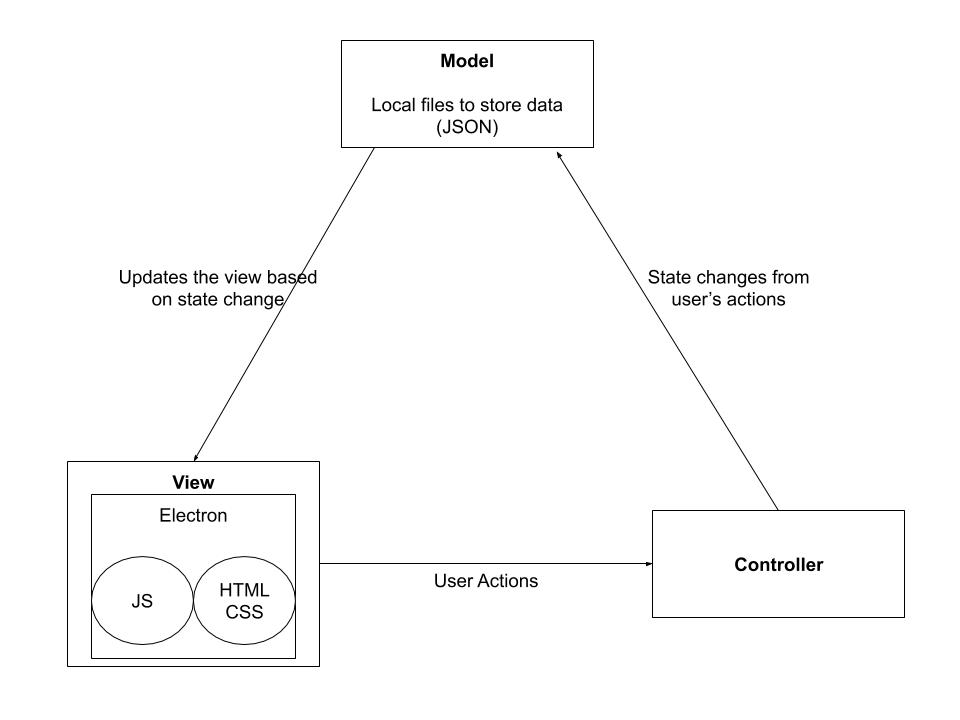 Model
Local files to store data
(JSON)
Updates the view based
on state change
State changes from
user’s actions
View
Electron
JS
HTML
CSS
User Actions
Controller